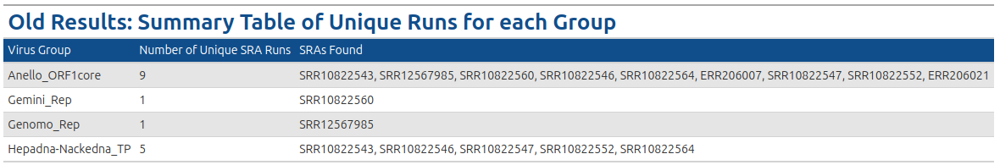 Old Results: Summary Table of Unique Runs for each Group
Virus Group Number of Unique SRA Runs SRAs Found
Anello_ORF1core 9 SRR10822543, SRR12567985, SRR10822560, SRR10822546, SRR10822564, ERR206007, SRR10822547, SRR10822552, ERR206021
Gemini_Rep 1 SRR10822560
Genomo_Rep 1 SRR12567985
Hepadna-Nackedna_TP 5 SRR10822543, SRR10822546, SRR10822547, SRR10822552, SRR10822564